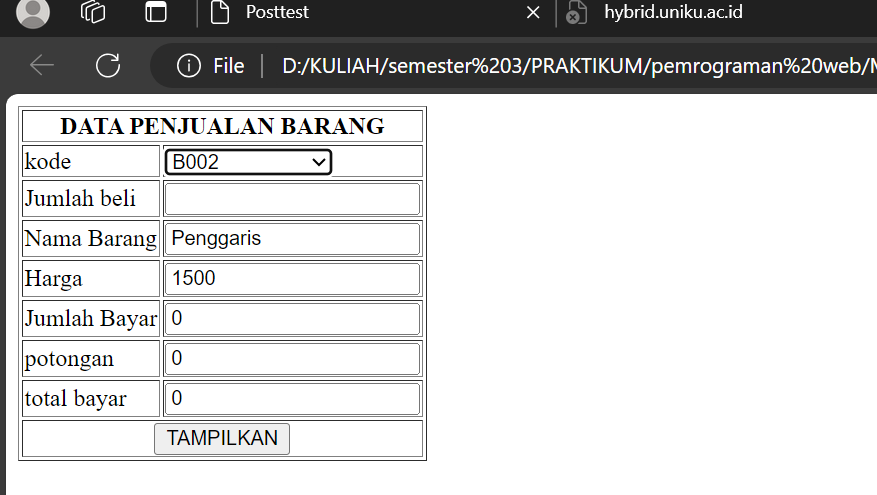 Posttest
hybrid.uniku.ac.id
File
D:/KULIAH/semester%203/PRAKTIKUM/pemrograman%20web/
DATA PENJUALAN BARANG
kode B002
Jumlah beli
Nama Barang Penggaris
Harga 1500
Jumlah Bayar 0
potongan 0
total bayar 0
TAMPILKAN